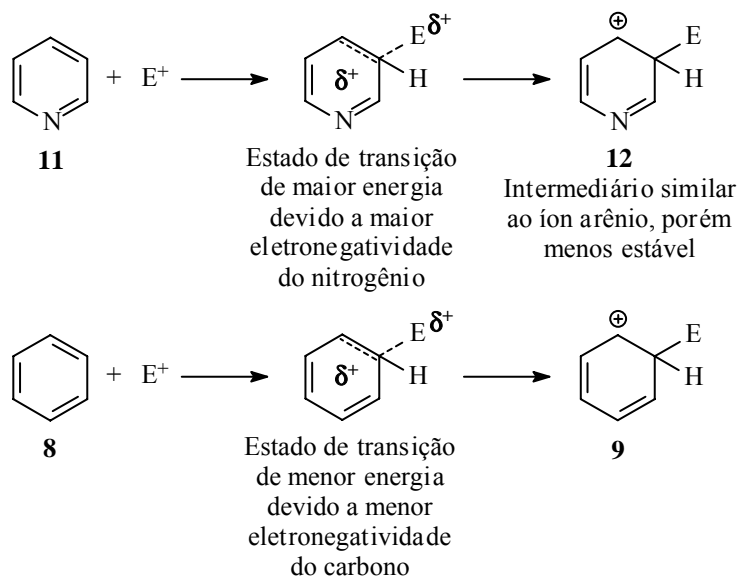 E δ+
E
N + E+ δ+ H H
N N
11 Estado de transição 12
de maior energia Intermediário similar
devido a maior ao íon arênio, porém
eletronegatividade menos estável
do nitrogênio
E δ+
E
+ E+ δ+ H H
8 Estado de transição 9
de menor energia
devido a menor
eletronegatividade
do carbono